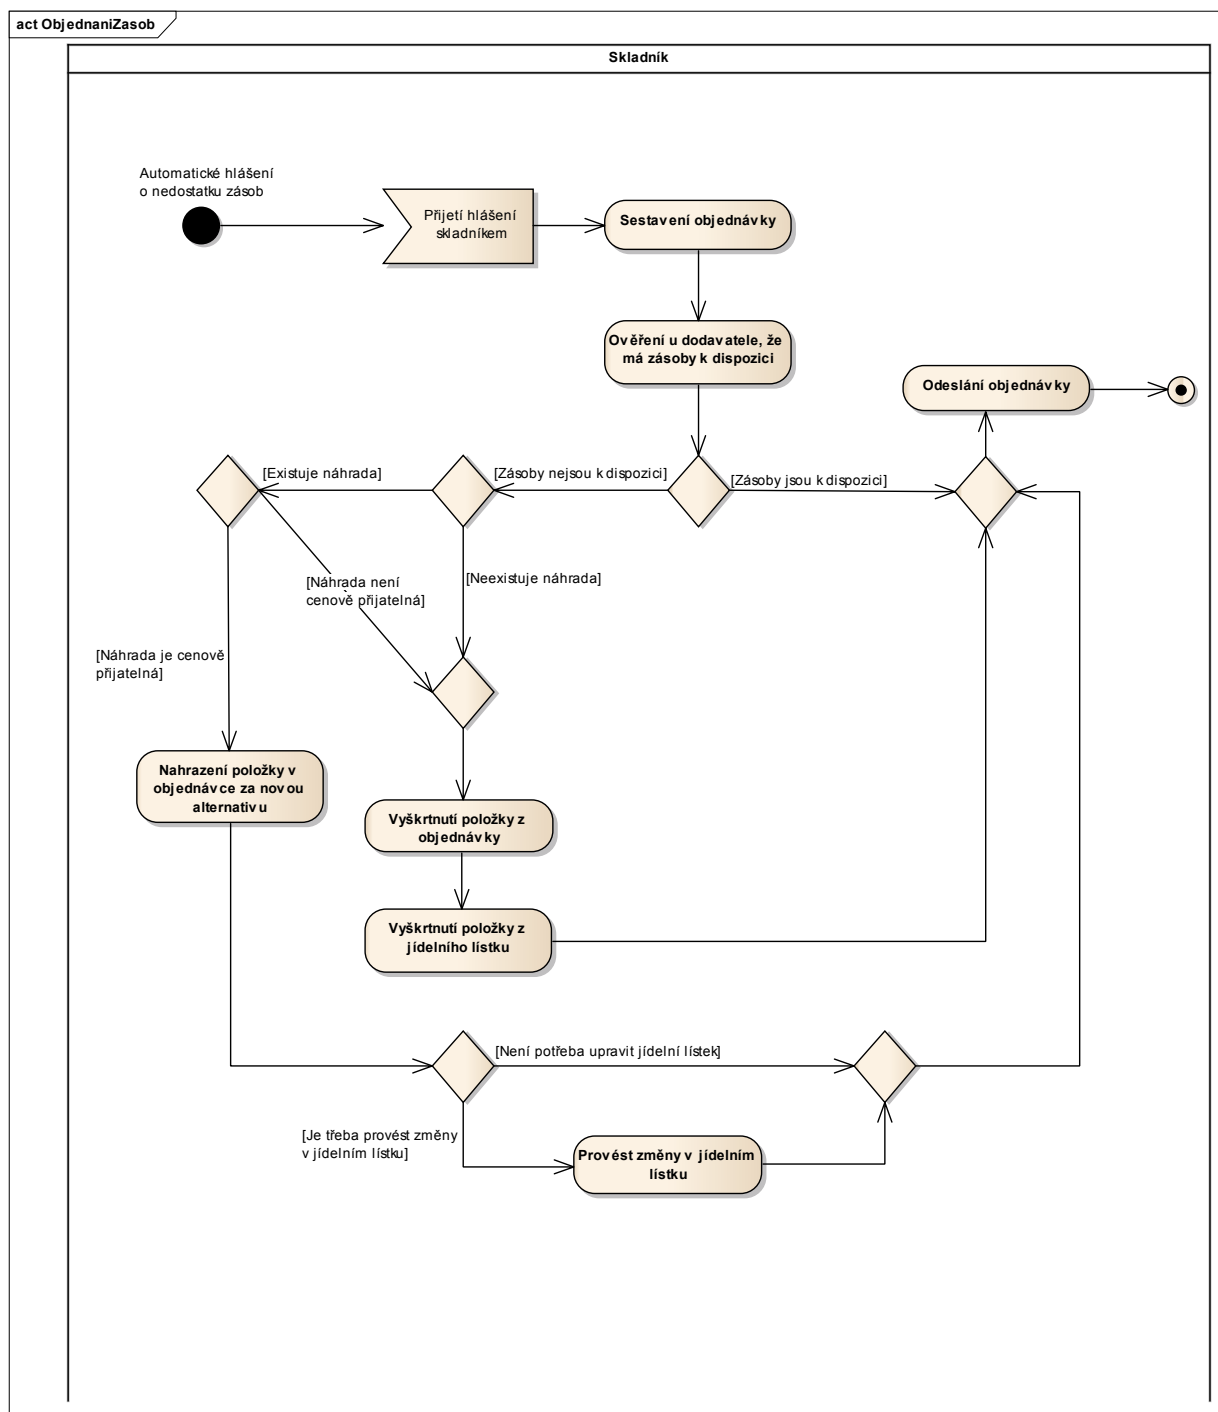 act ObjednaniZasob
Skladník
Automatické hlášení
o nedostatku zásob
Přijetí hlášení
skladníkem
Sestavení objednávky
Ověření u dodavatele, že
má zásoby k dispozici
Odeslání objednávky
[Existuje náhrada]
[Zásoby nejsou k dispozici]
[Zásoby jsou k dispozici]
[Náhrada není
cenově přijatelná]
[Neexistuje náhrada]
[Náhrada je cenově
přijatelná]
Nahrazení položky v
objednávce za novou
alternativu
Vyškrtnutí položky z
objednávky
Vyškrtnutí položky z
jídelního lístku
[Není potřeba upravit jídelní lístek]
[Je třeba provést změny
v jídelním lístku]
Provést změny v jídelním
lístku